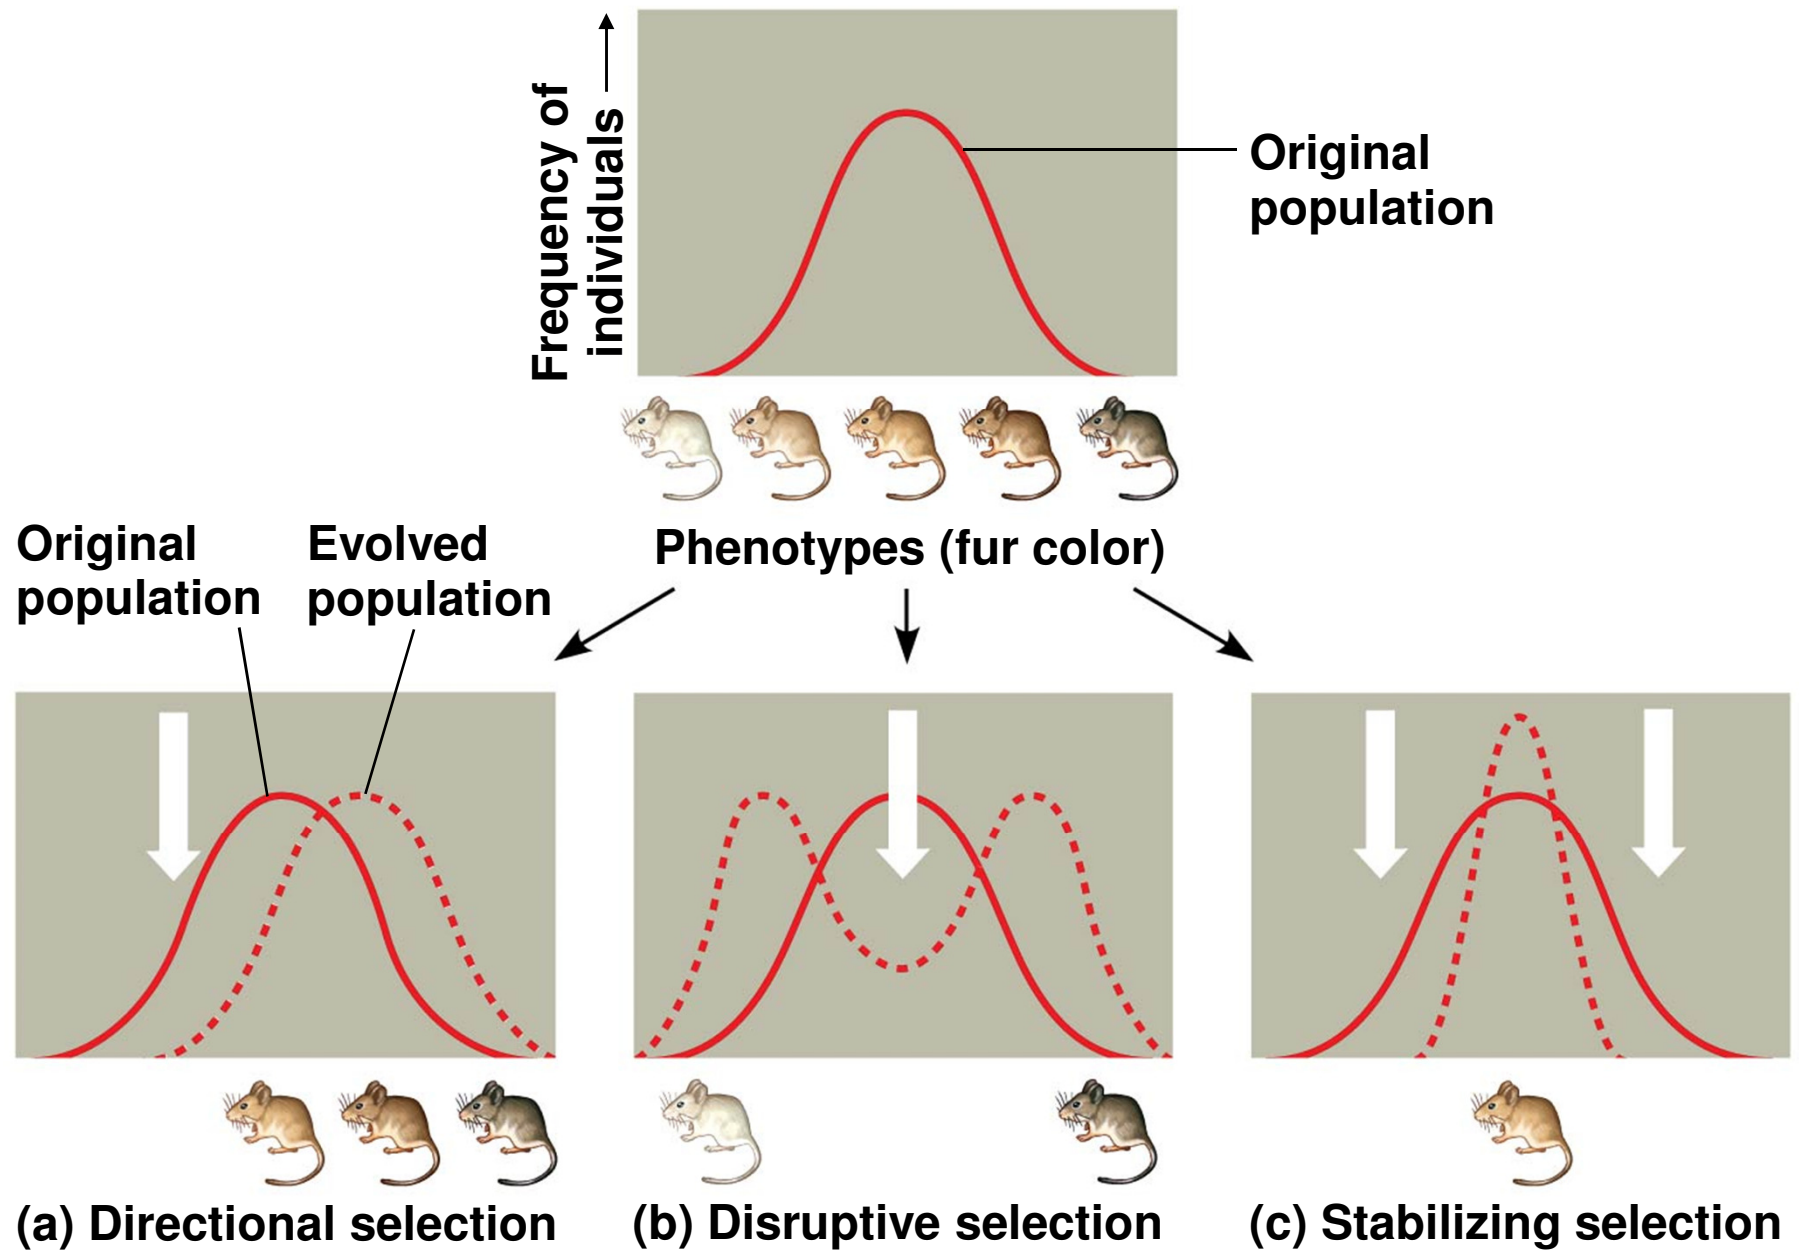 Frequency of
individuals
Original
population
Phenotypes (fur color)
Original
population
Evolved
population
(a) Directional selection
(b) Disruptive selection
(c) Stabilizing selection